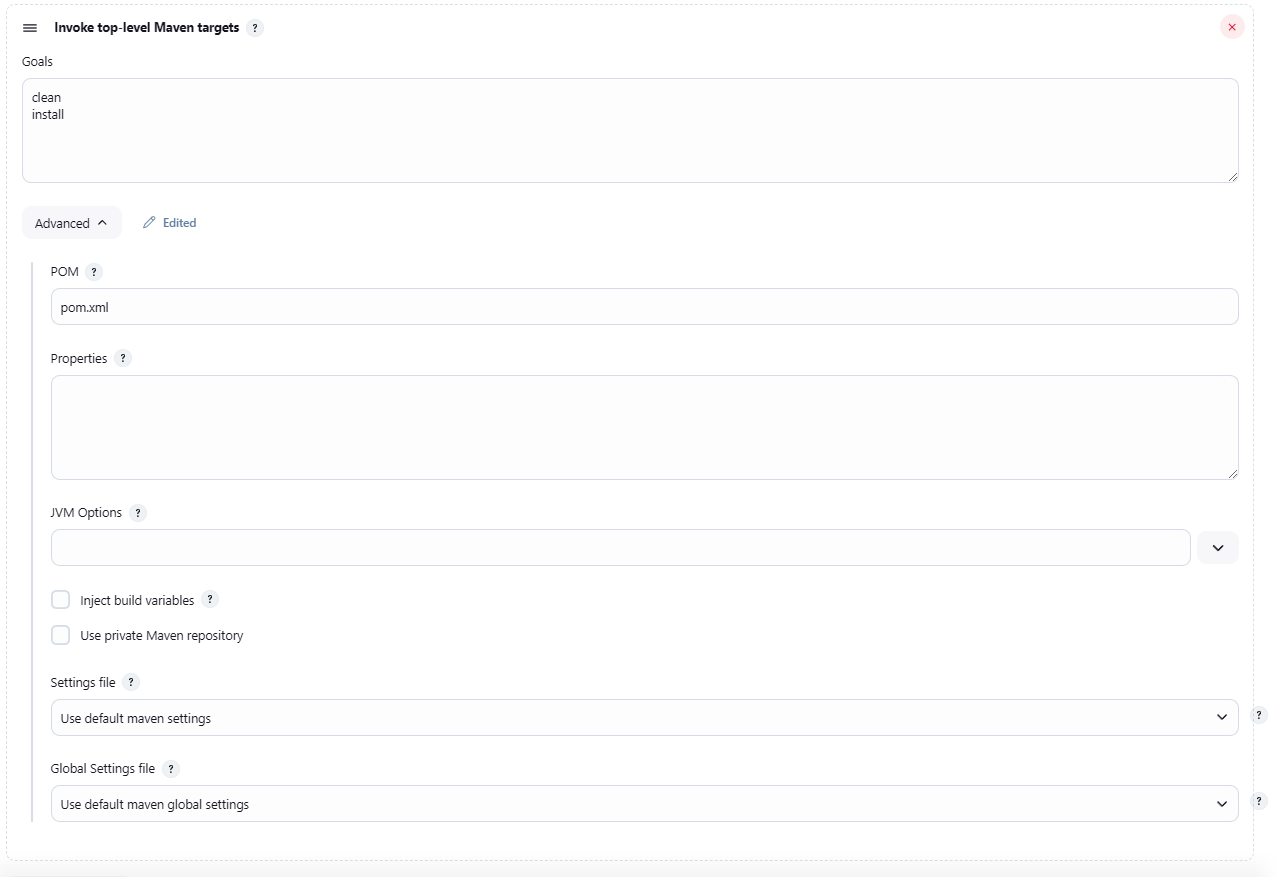 Invoke top-level Maven targets ?
Goals
clean
install
Advanced Edited
POM ?
pom.xml
Properties ?
JVM Options ?
Inject build variables ?
Use private Maven repository
Settings file ?
Use default maven settings ?
Global Settings file ?
Use default maven global settings ?